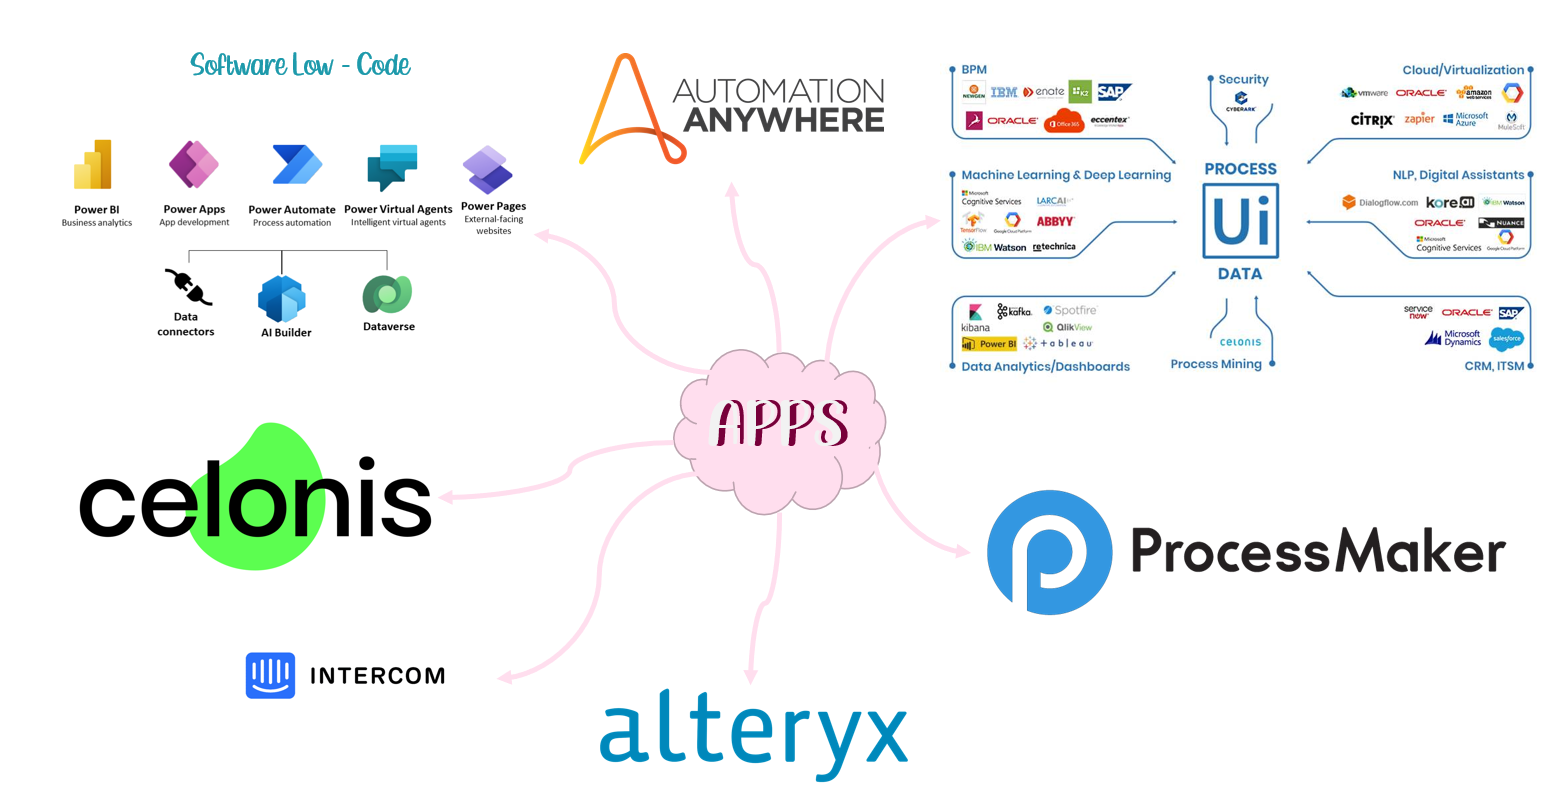 Software Low - Code
Power BI
Business analytics
Power Apps
App development
Power Automate
Process automation
Power Virtual Agents
Intelligent virtual agents
Power Pages
External-facing
websites
Data
connectors
AI Builder
Dataverse
AUTOMATION
ANYWHERE
BPM
NEWGEN
IBM
enate
K2
SAP
ORACLE
Office 365
eccentex
Security
CYBERARK
Cloud/Virtualization
vmware
ORACLE
amazon
web services
CITRIX
zapier
Microsoft
Azure
MuleSoft
Machine Learning & Deep Learning
Microsoft
Cognitive Services
LARCAI
TensorFlow
Google Cloud Platform
ABBYY
IBM Watson
retechnica
PROCESS
Ui
DATA
NLP, Digital Assistants
Dialogflow.com
kore.ai
IBM Watson
ORACLE
NUANCE
Microsoft
Cognitive Services
Google Cloud Platform
kibana
kafka
Spotfire
QlikView
Power BI
+ableau
Data Analytics/Dashboards
celonis
Process Mining
service
now
ORACLE
SAP
Microsoft
Dynamics
salesforce
CRM, ITSM
APPS
celonis
ProcessMaker
INTERCOM
alteryx